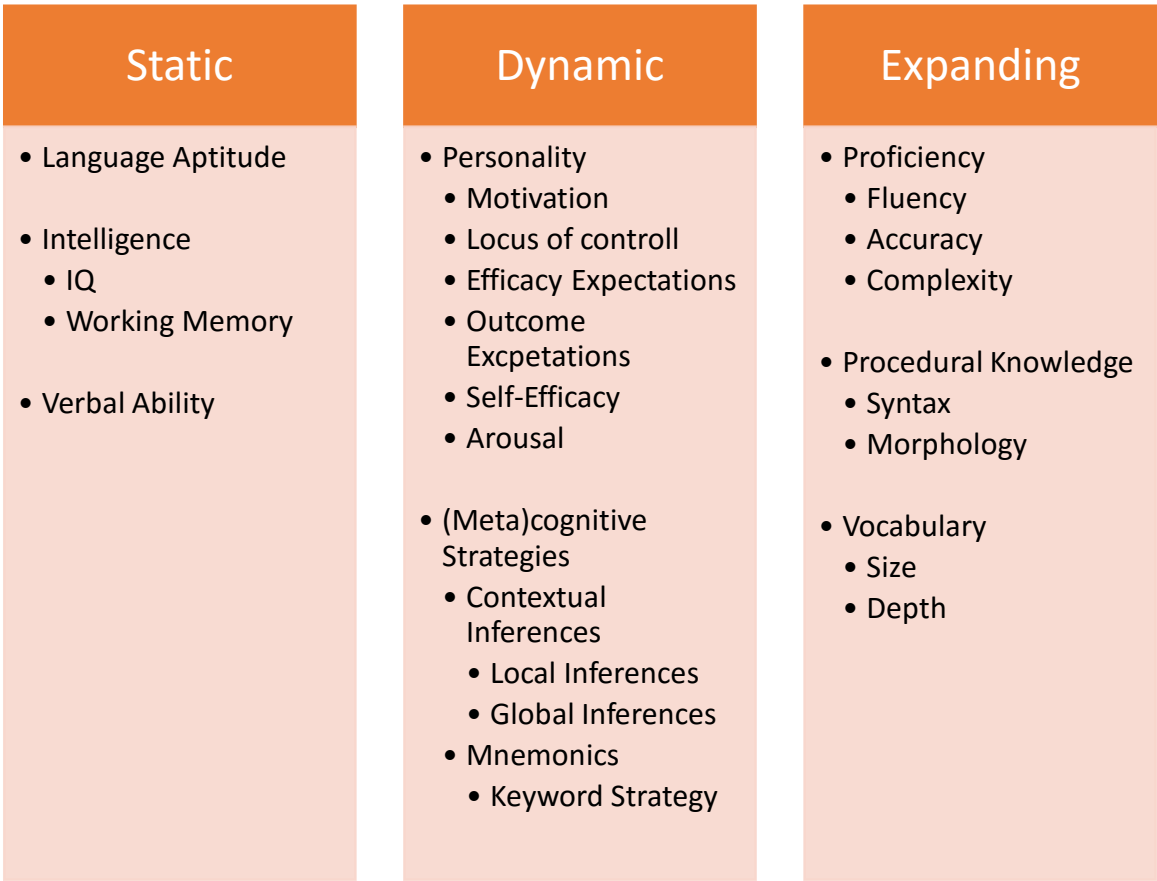 Static
• Language Aptitude
• Intelligence
• IQ
• Working Memory
• Verbal Ability
Dynamic
• Personality
• Motivation
• Locus of controll
• Efficacy Expectations
• Outcome
Excpetations
• Self-Efficacy
• Arousal
• (Meta)cognitive
Strategies
• Contextual
Inferences
• Local Inferences
• Global Inferences
• Mnemonics
• Keyword Strategy
Expanding
• Proficiency
• Fluency
• Accuracy
• Complexity
• Procedural Knowledge
• Syntax
• Morphology
• Vocabulary
• Size
• Depth